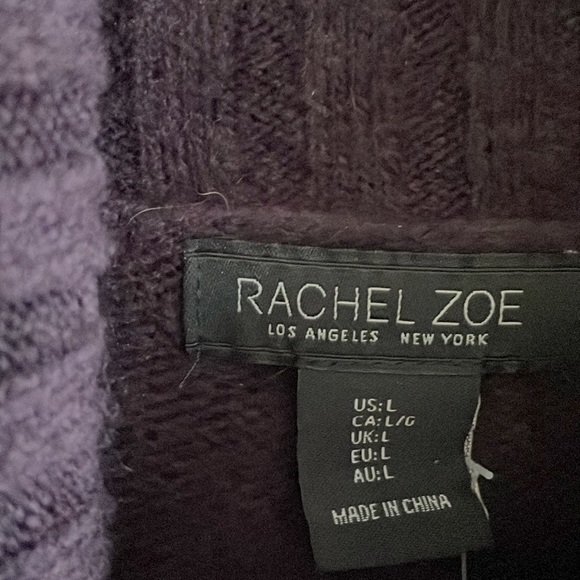 RACHEL ZOE
LOS ANGELES NEW YORK
US: L
CA: L/G
UK: L
EU: L
AU: L
MADE IN CHINA